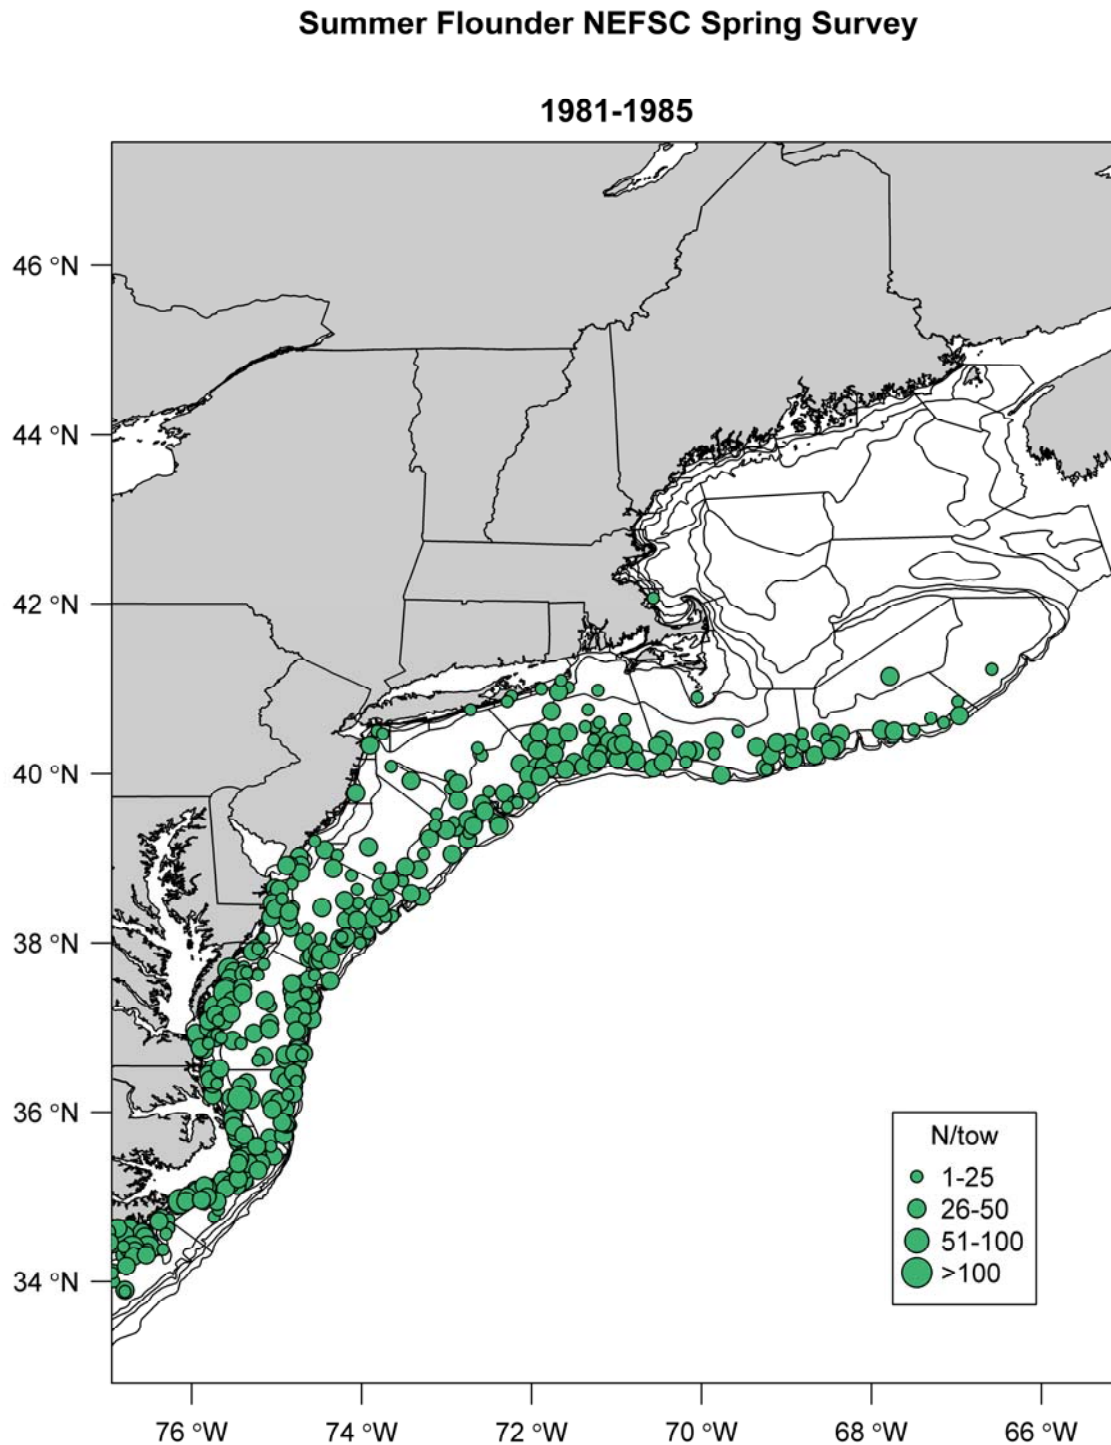 Summer Flounder NEFSC Spring Survey
1981-1985
46 °N
44 °N
42 °N
40 °N
38 °N
36 °N
34 °N
N/tow
1-25
26-50
51-100
>100
76 °W
74 °W
72 °W
70 °W
68 °W
66 °W